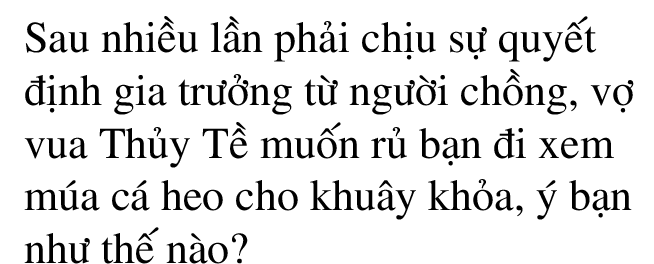 Sau nhiều lần phải chịu sự quyết
định gia trưởng từ người chồng, vợ
vua Thủy Tề muốn rủ bạn đi xem
múa cá heo cho khuây khỏa, ý bạn
như thế nào?